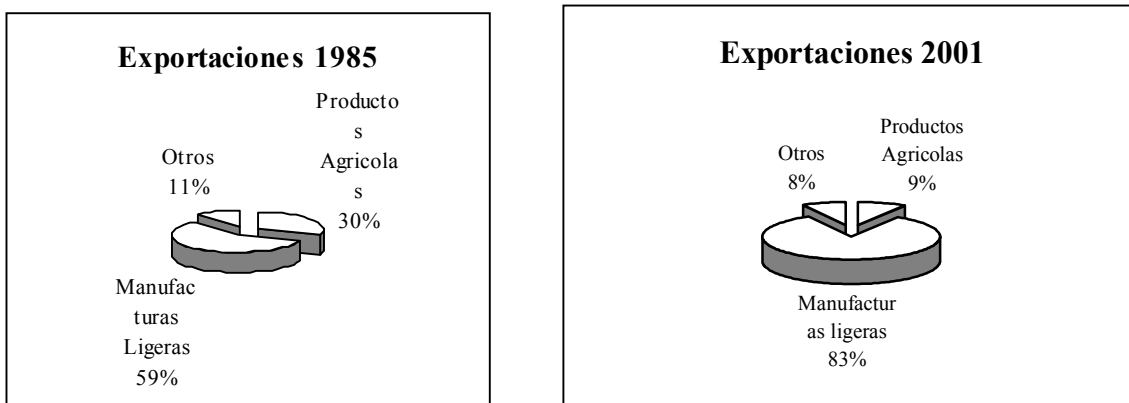 Exportaciones 1985
Producto
s
Agricola
s
30%
Otros
11%
Manufac
turas
Ligeras
59%
Exportaciones 2001
Productos
Agricolas
9%
Otros
8%
Manufactur
as ligeras
83%